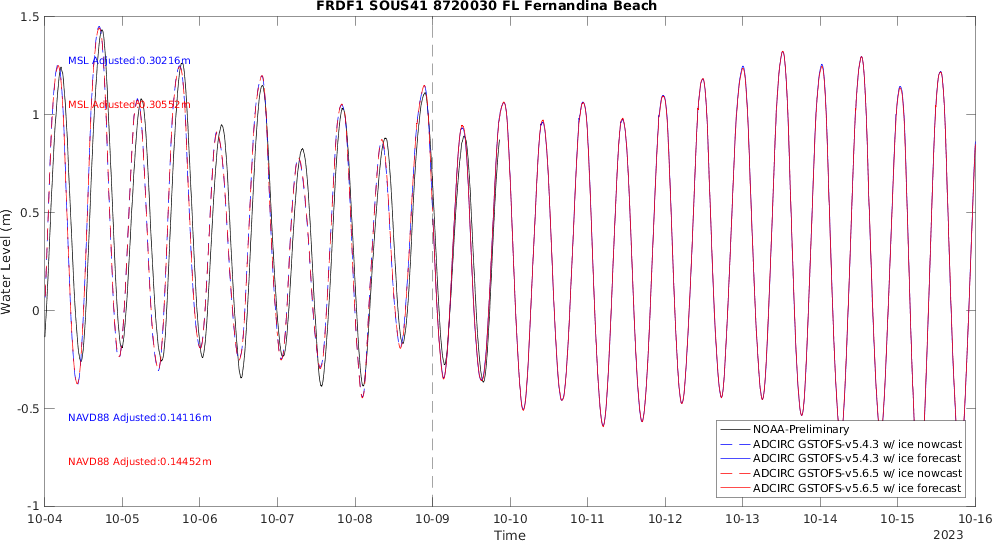 FRDF1 SOUS41 8720030 FL Fernandina Beach
1.5
1
0.5
0
-0.5
-1
Water Level (m)
MSL Adjusted:0.30216m
MSL Adjusted:0.30552m
NAVD88 Adjusted:0.14116m
NAVD88 Adjusted:0.14452m
NOAA-Preliminary
ADCIRC GSTOFS-v5.4.3 w/ ice nowcast
ADCIRC GSTOFS-v5.4.3 w/ ice forecast
ADCIRC GSTOFS-v5.6.5 w/ ice nowcast
ADCIRC GSTOFS-v5.6.5 w/ ice forecast
10-04 10-05 10-06 10-07 10-08 10-09 10-10 10-11 10-12 10-13 10-14 10-15 10-16
Time
2023